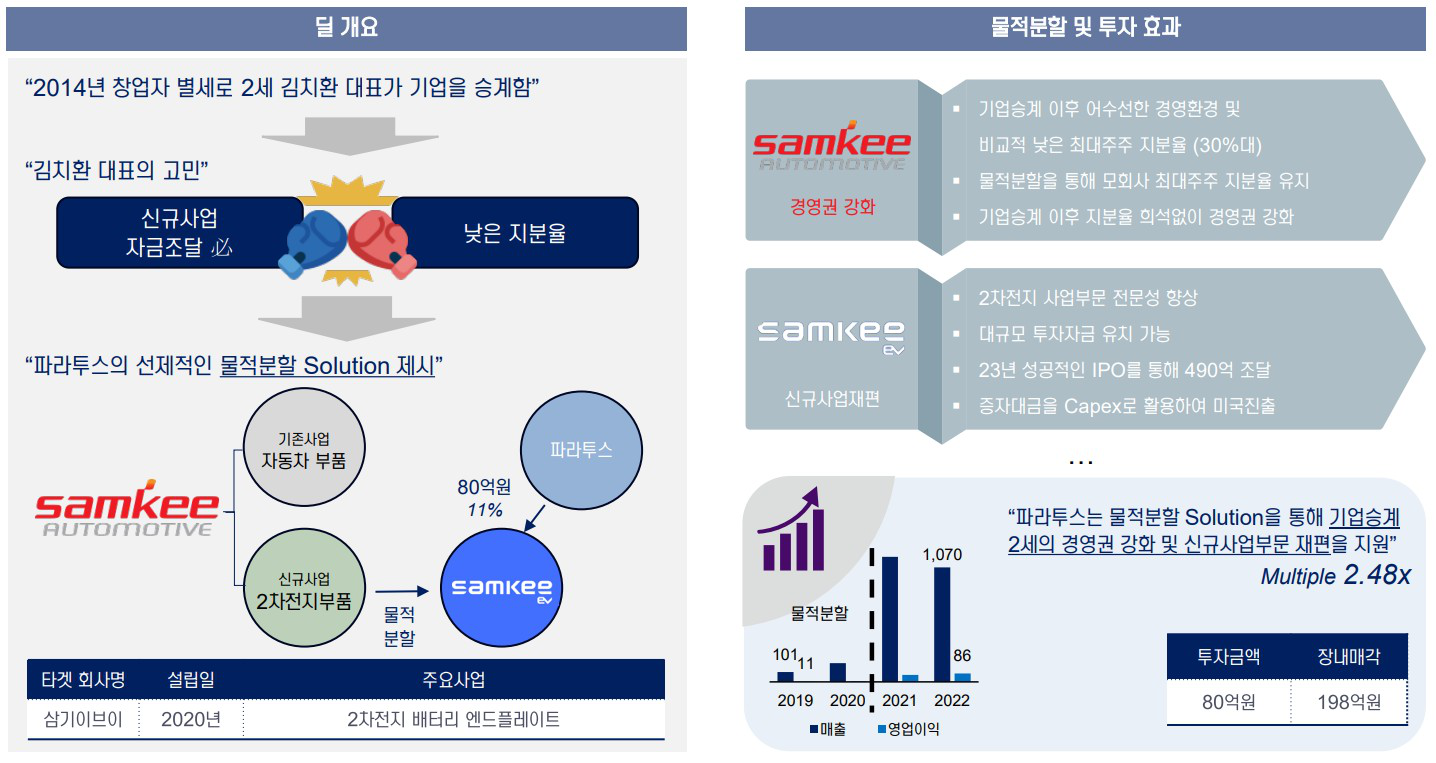 딜 개요
“2014년 창업자 별세로 2세 김치환 대표가 기업을 승계함”
“김치환 대표의 고민”
신규사업
자금조달 必
낮은 지분율
“파라투스의 선제적인 물적분할 Solution 제시”
samkee
AUTOMOTIVE
기존사업
자동차 부품
신규사업
2차전지부품
물적
분할
파라투스
80억원
11%
samkee
ev
타겟 회사명 설립일 주요사업
삼기이브이 2020년 2차전지 배터리 엔드플레이트
물적분할 및 투자 효과
samkee
AUTOMOTIVE
경영권 강화
▪ 기업승계 이후 어수선한 경영환경 및
비교적 낮은 최대주주 지분율 (30%대)
▪ 물적분할을 통해 모회사 최대주주 지분율 유지
▪ 기업승계 이후 지분율 희석없이 경영권 강화
samkee
ev
신규사업재편
▪ 2차전지 사업부문 전문성 향상
▪ 대규모 투자자금 유치 가능
▪ 23년 성공적인 IPO를 통해 490억 조달
▪ 증자대금을 Capex로 활용하여 미국진출
…
물적분할
101 11
1,070
86
2019 2020 2021 2022
매출 영업이익
“파라투스는 물적분할 Solution을 통해 기업승계
2세의 경영권 강화 및 신규사업부문 재편을 지원”
Multiple 2.48x
투자금액 장내매각
80억원 198억원